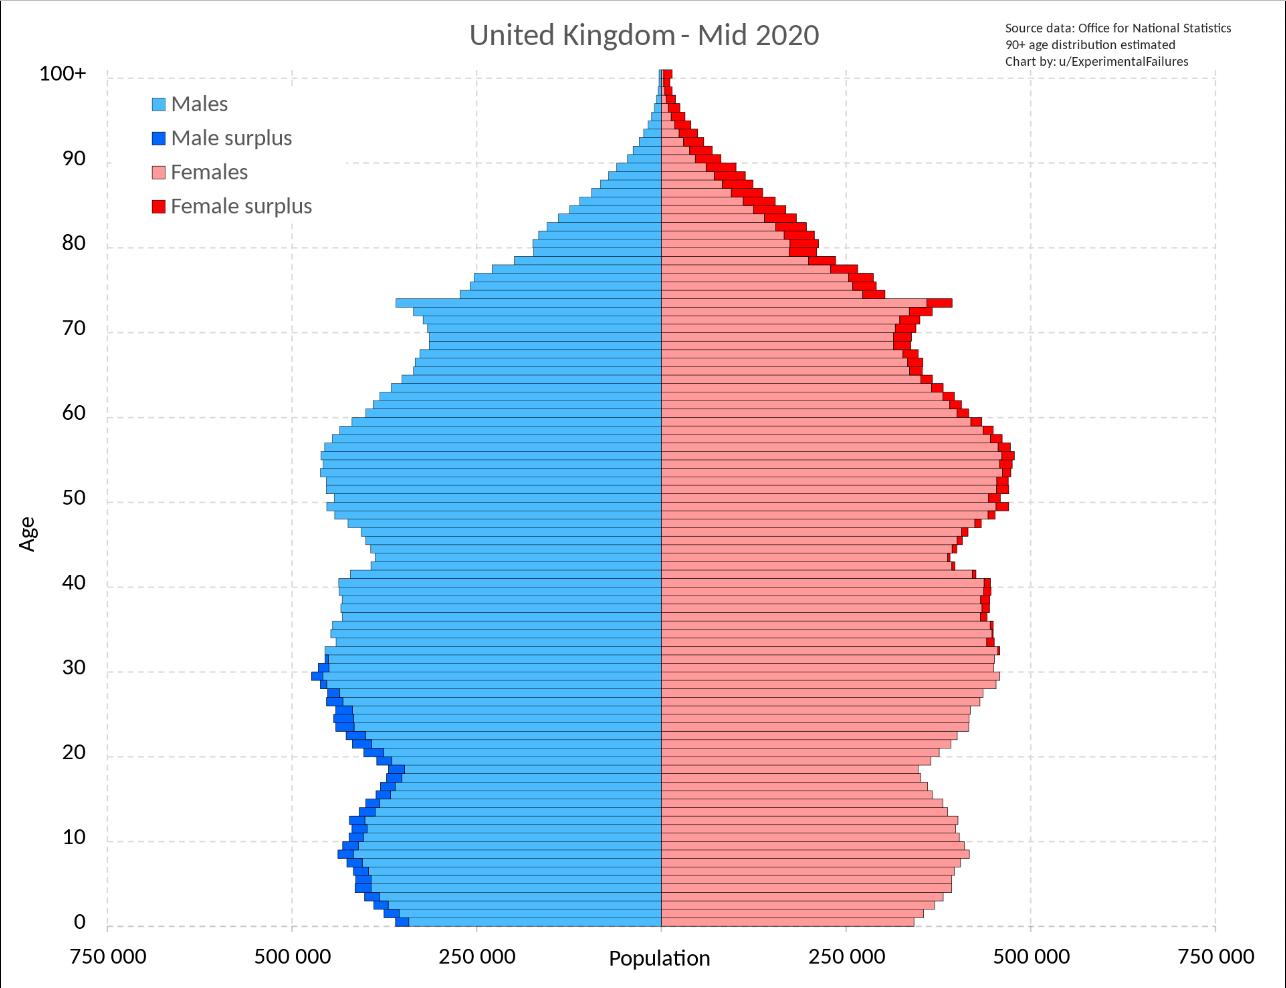 United Kingdom - Mid 2020
Source data: Office for National Statistics
90+ age distribution estimated
Chart by: u/ExperimentalFailures
Males
Male surplus
Females
Female surplus
100+
90
80
70
60
50
40
30
20
10
0
Age
750 000
500 000
250 000
Population
250 000
500 000
750 000